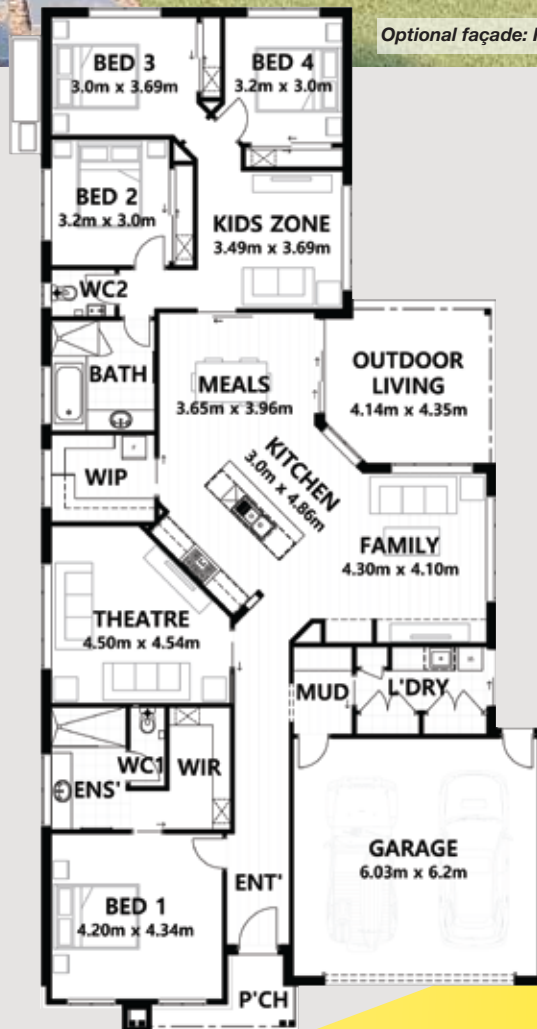 Optional façade:
BED 3
3.0m x 3.69m
BED 4
3.2m x 3.0m
BED 2
3.2m x 3.0m
KIDS ZONE
3.49m x 3.69m
WC2
BATH
MEALS
3.65m x 3.96m
OUTDOOR
LIVING
4.14m x 4.35m
WIP
KITCHEN
3.0m x 4.86m
FAMILY
4.30m x 4.10m
THEATRE
4.50m x 4.54m
MUD
L'DRY
WC1
WIR
ENS'
GARAGE
6.03m x 6.2m
ENT'
BED 1
4.20m x 4.34m
P'CH